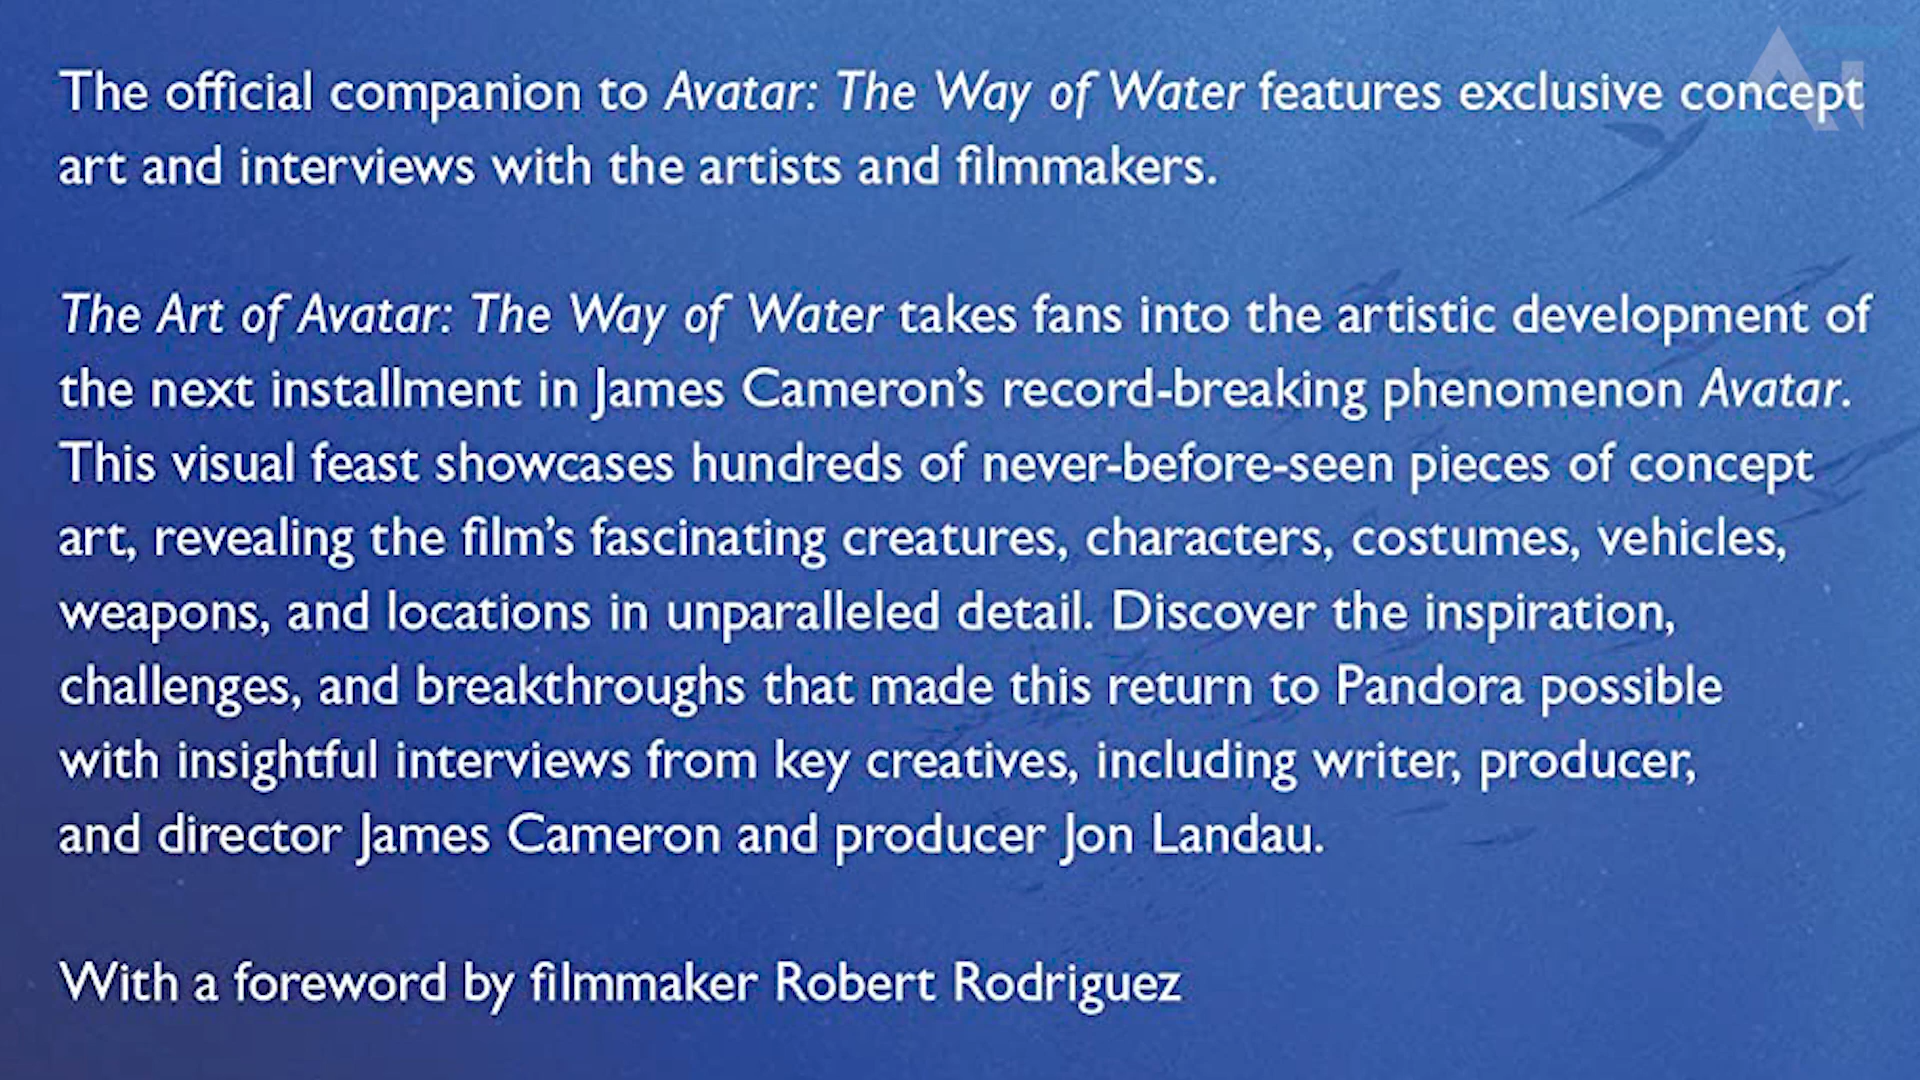 The official companion to Avatar: The Way of Water features exclusive concept
art and interviews with the artists and filmmakers.
The Art of Avatar: The Way of Water takes fans into the artistic development of
the next installment in James Cameron’s record-breaking phenomenon Avatar.
This visual feast showcases hundreds of never-before-seen pieces of concept
art, revealing the film’s fascinating creatures, characters, costumes, vehicles,
weapons, and locations in unparalleled detail. Discover the inspiration,
challenges, and breakthroughs that made this return to Pandora possible
with insightful interviews from key creatives, including writer, producer,
and director James Cameron and producer Jon Landau.
With a foreword by filmmaker Robert Rodriguez